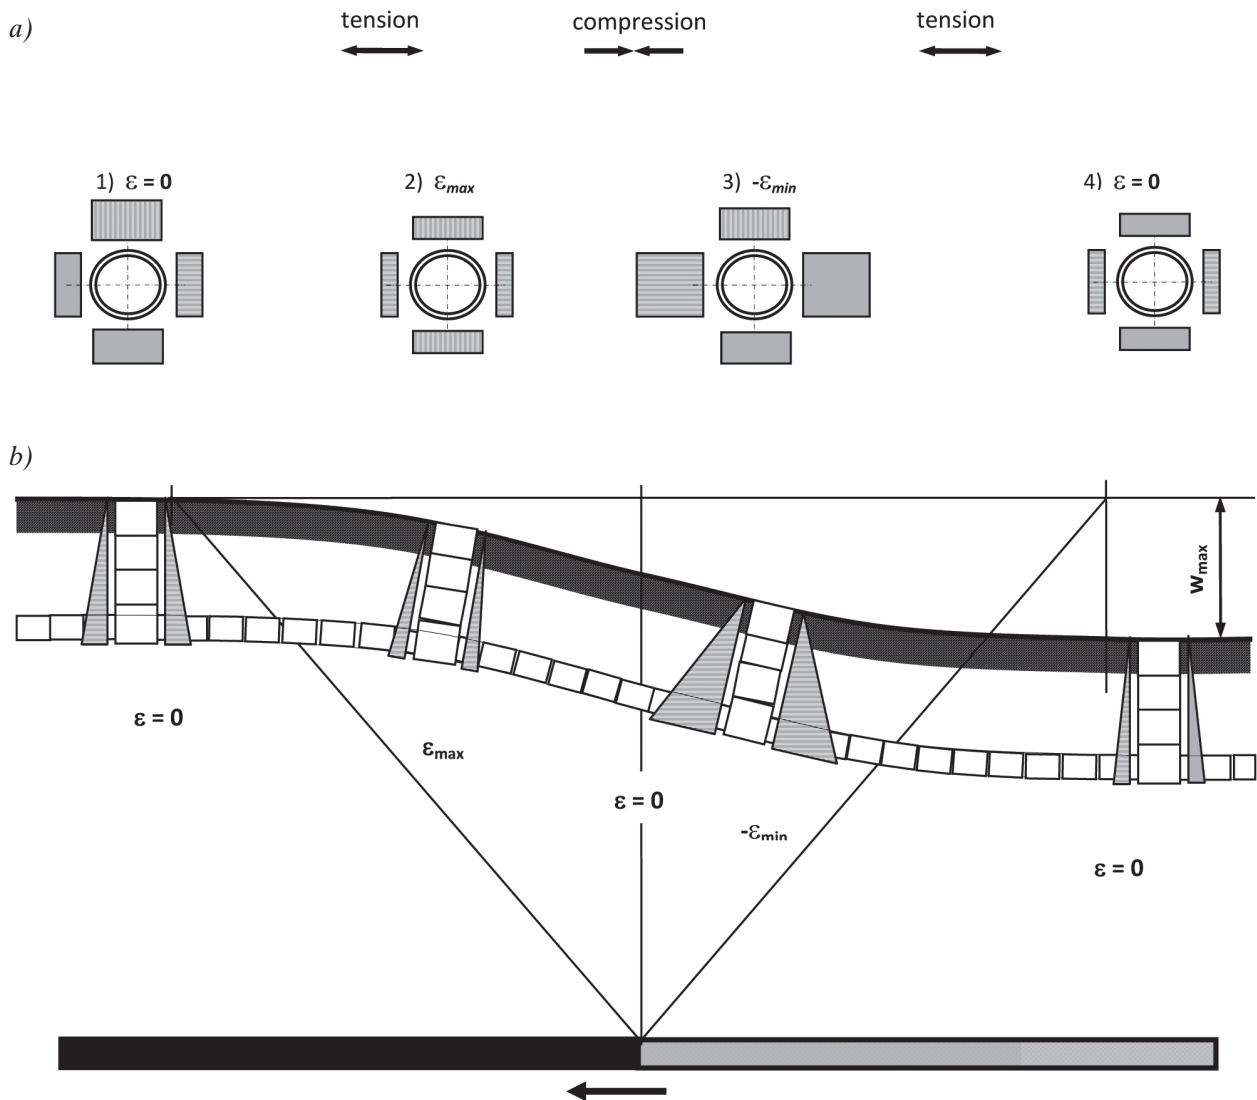 a)
tension compression tension
1) ε = 0 2) εmax 3) -εmin 4) ε = 0
b)
wmax
ε = 0
εmax
ε = 0
-εmin
ε = 0